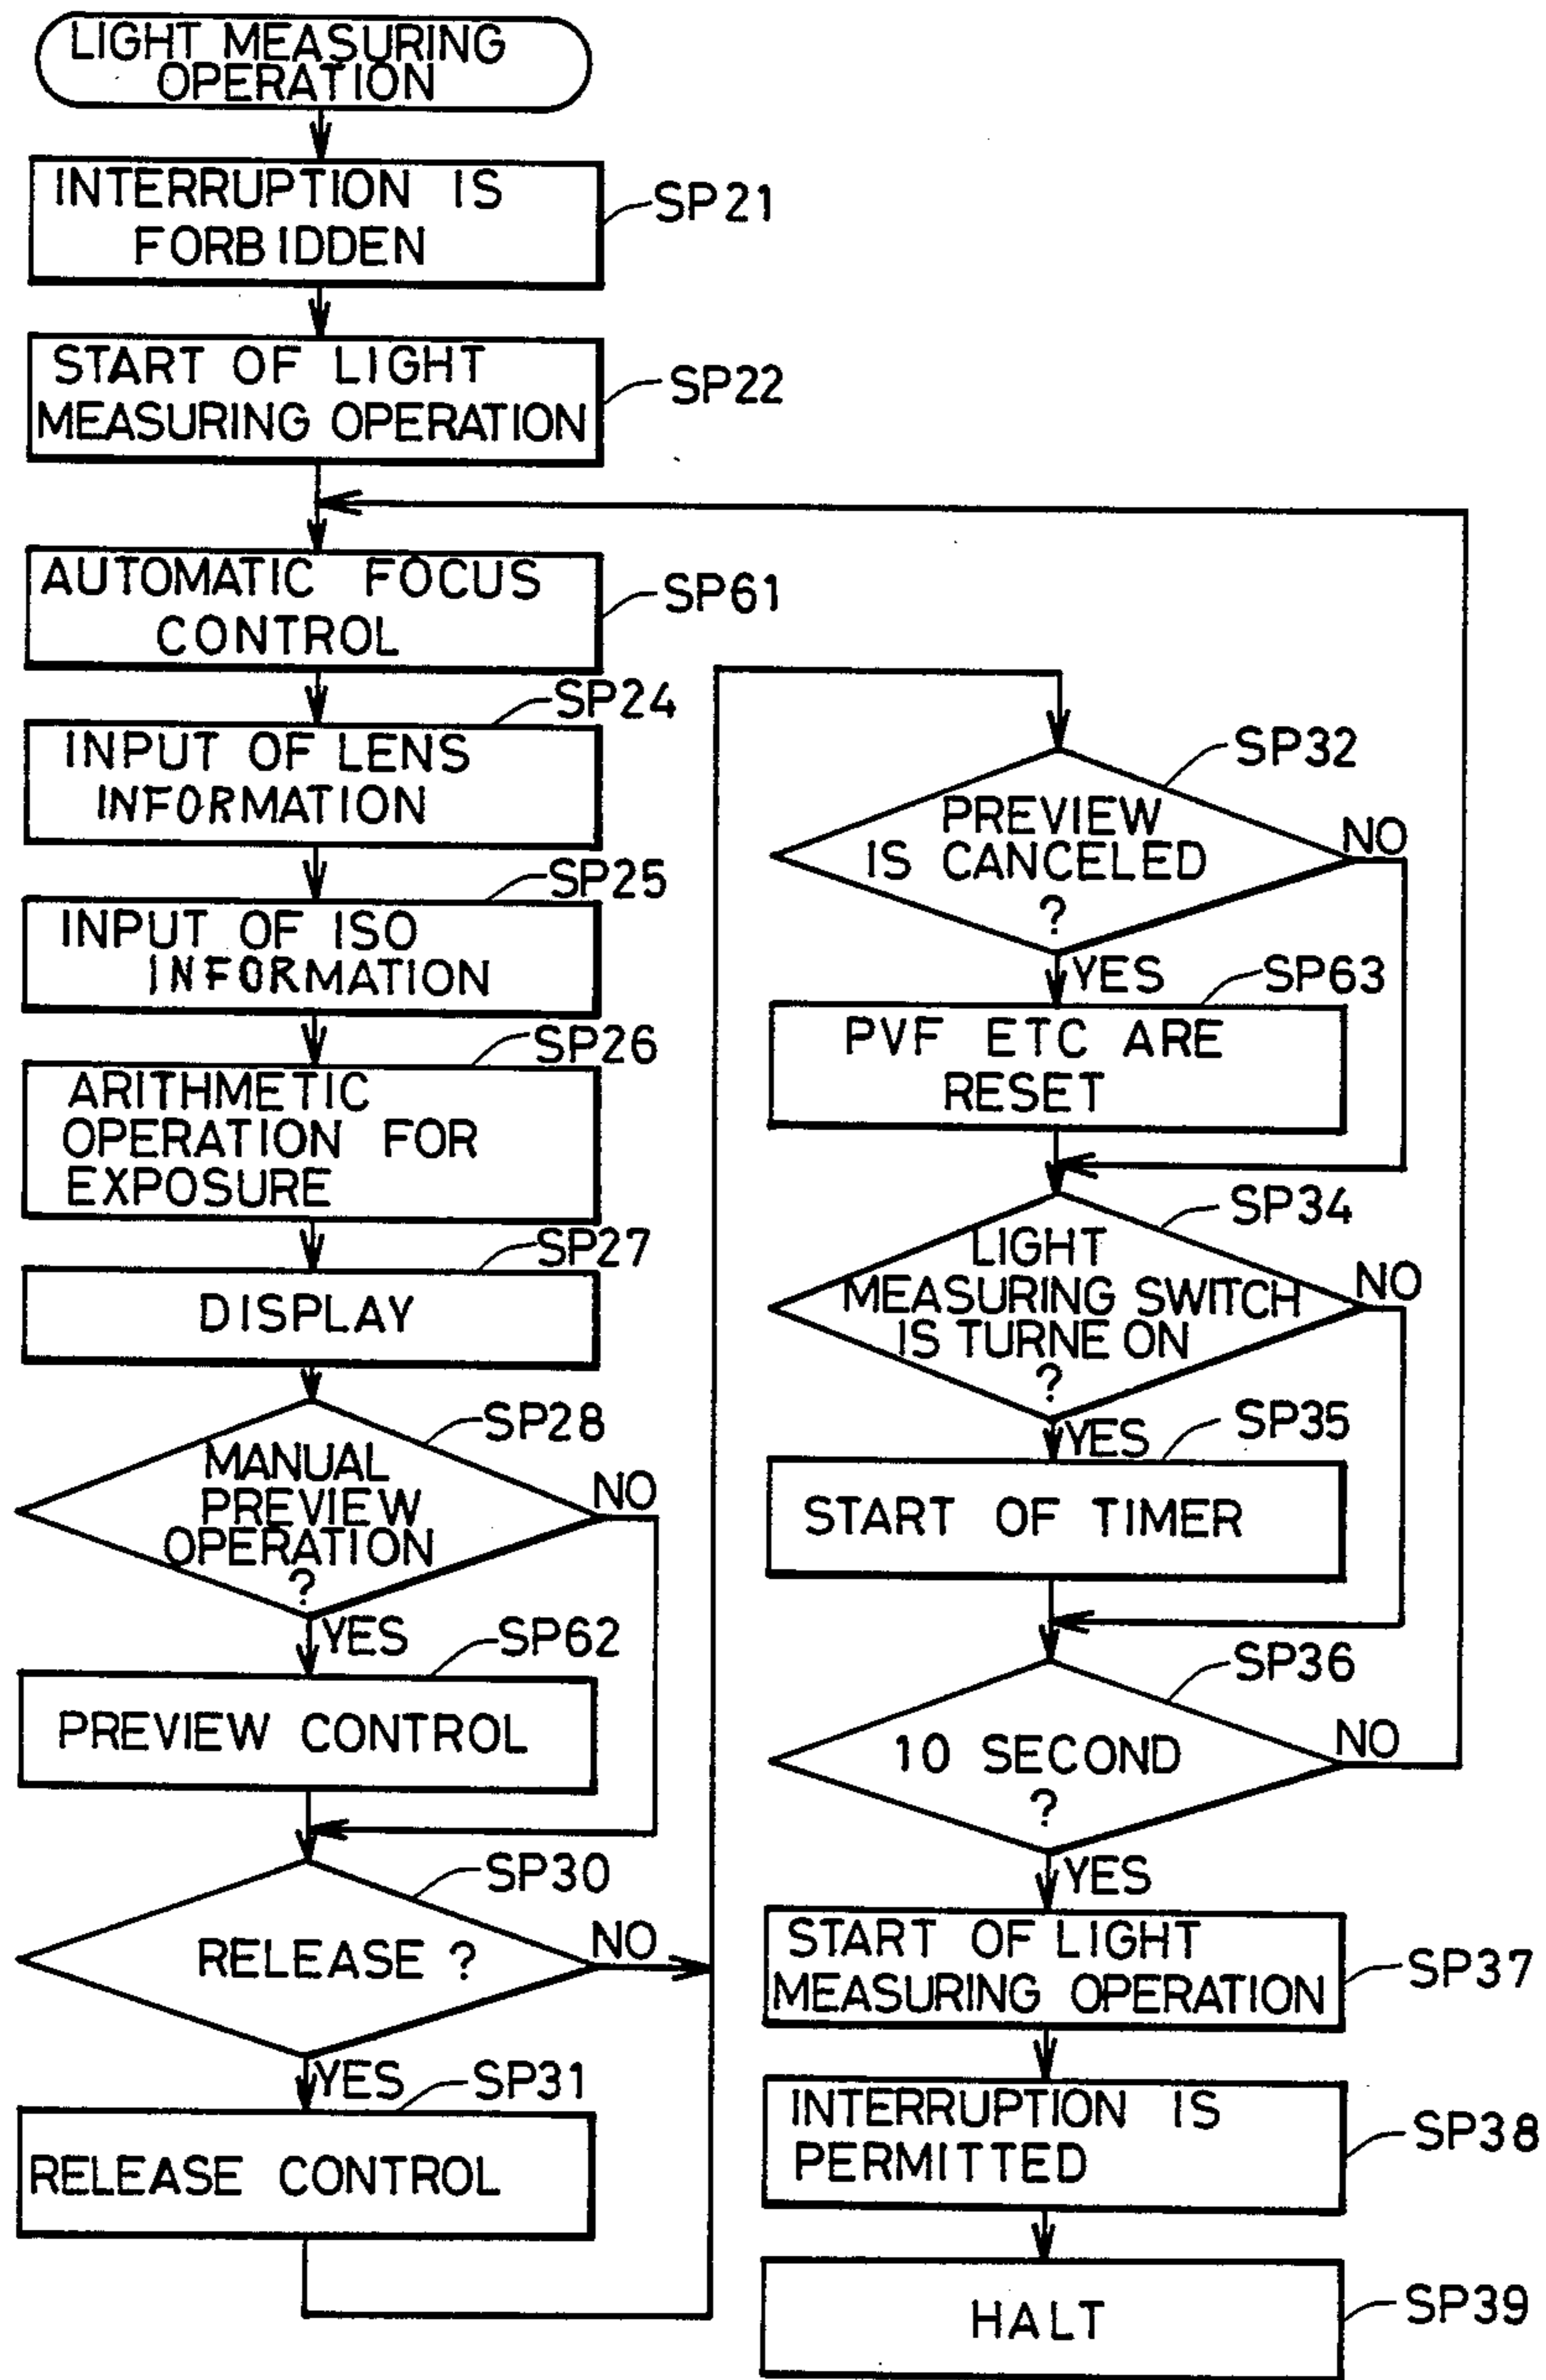 LIGHT MEASURING
OPERATION
INTERRUPTION IS
FORBIDDEN
SP21
START OF LIGHT
MEASURING OPERATION
SP22
AUTOMATIC FOCUS
CONTROL
SP61
SP24
INPUT OF LENS
INFORMATION
SP25
INPUT OF ISO
INFORMATION
SP26
ARITHMETIC
OPERATION FOR
EXPOSURE
SP27
DISPLAY
SP28
MANUAL
PREVIEW
OPERATION
?
NO
YES
SP62
PREVIEW CONTROL
SP30
RELEASE ?
NO
YES
SP31
RELEASE CONTROL
SP32
PREVIEW
IS CANCELED
?
NO
YES
SP63
PVF ETC ARE
RESET
SP34
LIGHT
MEASURING SWITCH
IS TURNE ON
?
NO
YES
SP35
START OF TIMER
SP36
10 SECOND
?
NO
YES
START OF LIGHT
MEASURING OPERATION
SP37
INTERRUPTION IS
PERMITTED
SP38
HALT
SP39